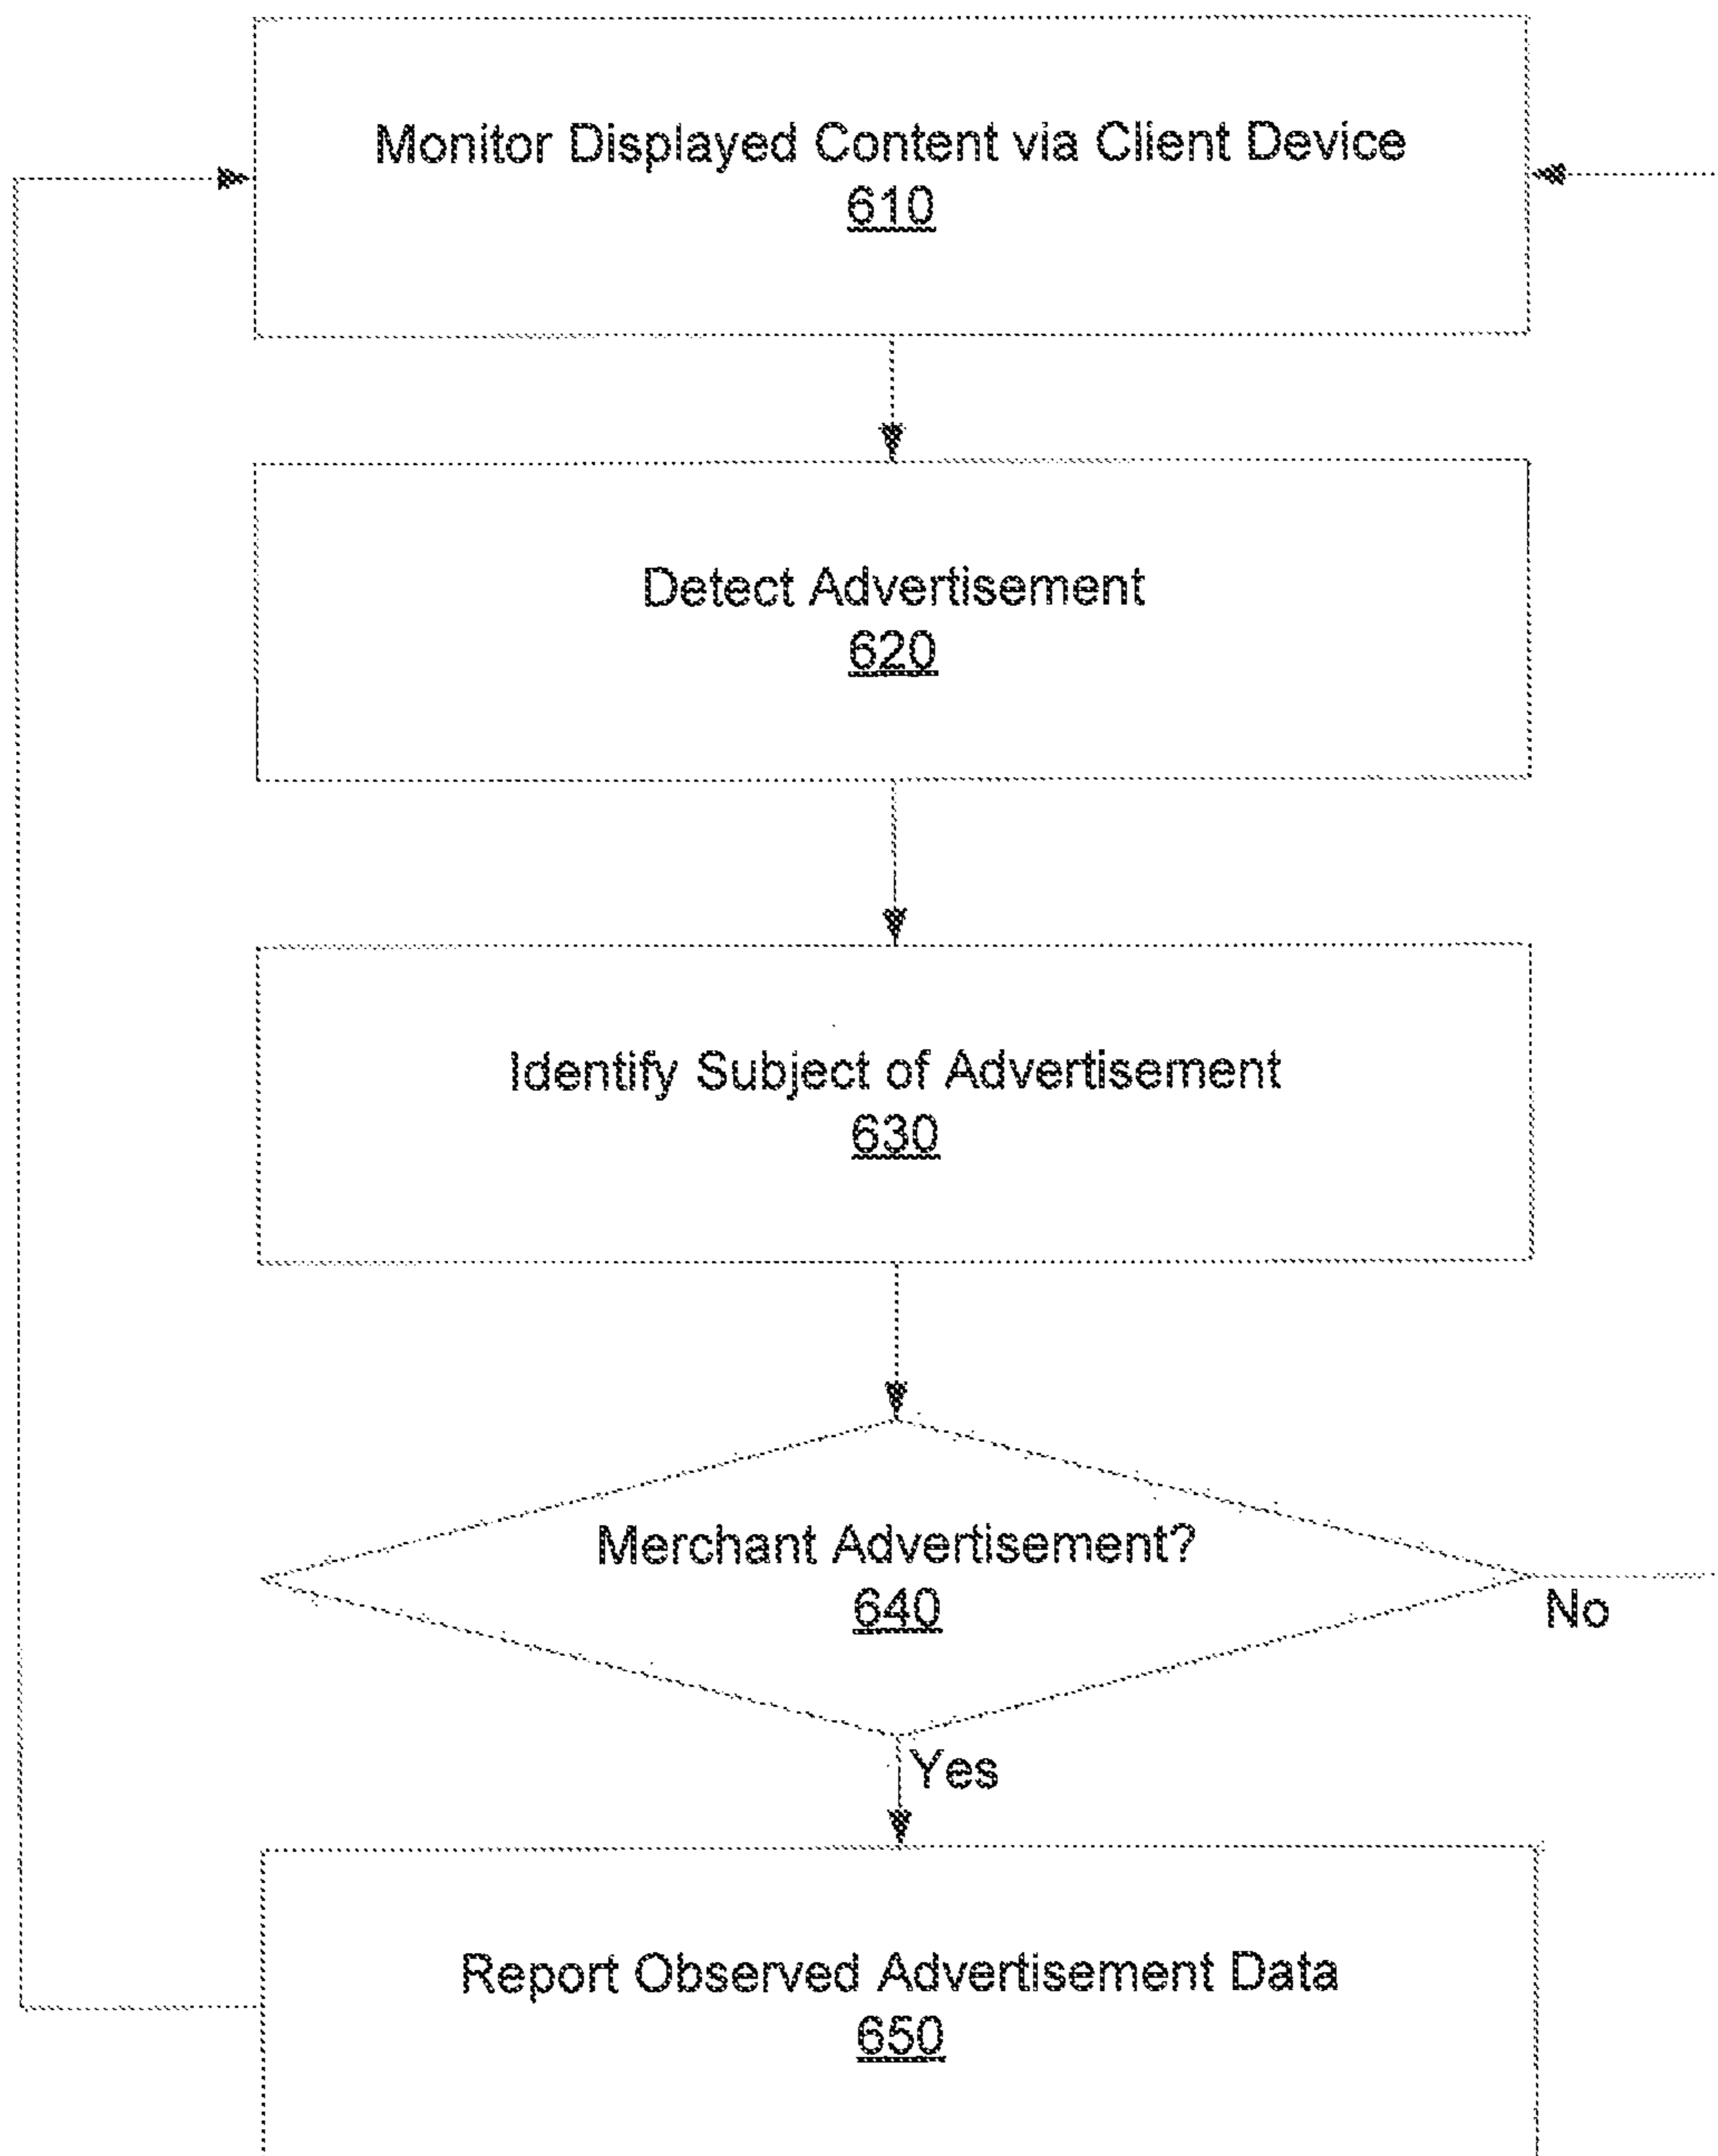 Monitor Displayed Content via Client Device
610
Detect Advertisement
620
Identify Subject of Advertisement
630
Merchant Advertisement?
640
No
Yes
Report Observed Advertisement Data
650